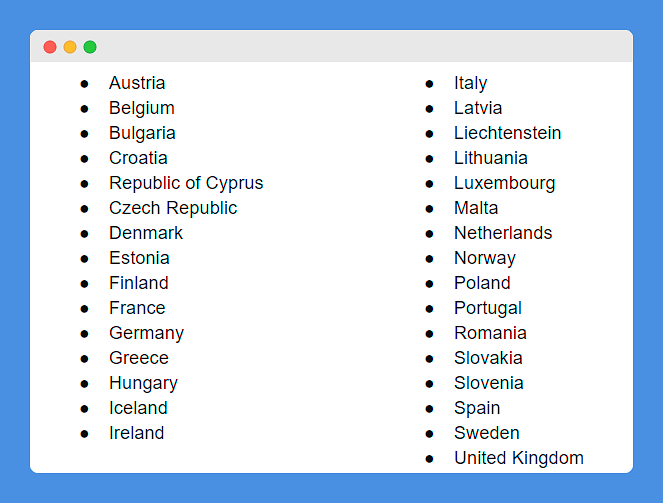 ● Austria
● Belgium
● Bulgaria
● Croatia
● Republic of Cyprus
● Czech Republic
● Denmark
● Estonia
● Finland
● France
● Germany
● Greece
● Hungary
● Iceland
● Ireland
● Italy
● Latvia
● Liechtenstein
● Lithuania
● Luxembourg
● Malta
● Netherlands
● Norway
● Poland
● Portugal
● Romania
● Slovakia
● Slovenia
● Spain
● Sweden
● United Kingdom